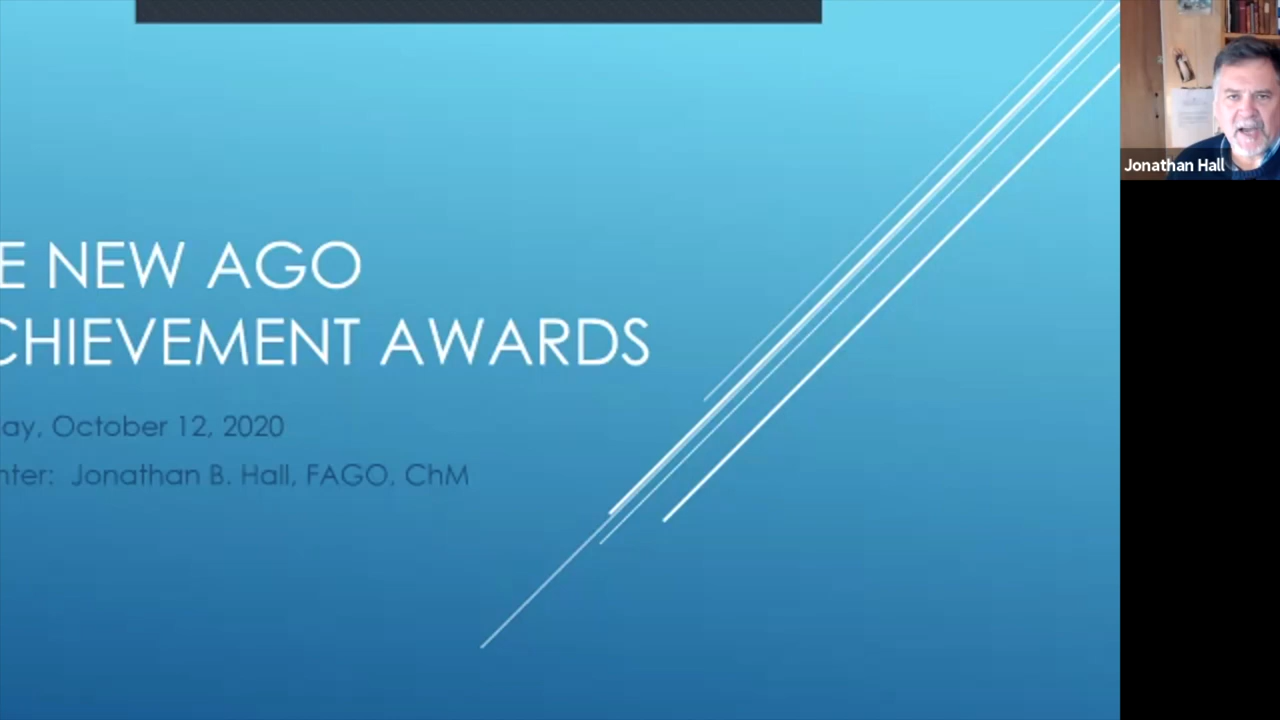 E NEW AGO
CHIEVEMENT AWARDS
ay, October 12, 2020
nter: Jonathan B. Hall, FAGO, ChM
Jonathan Hall